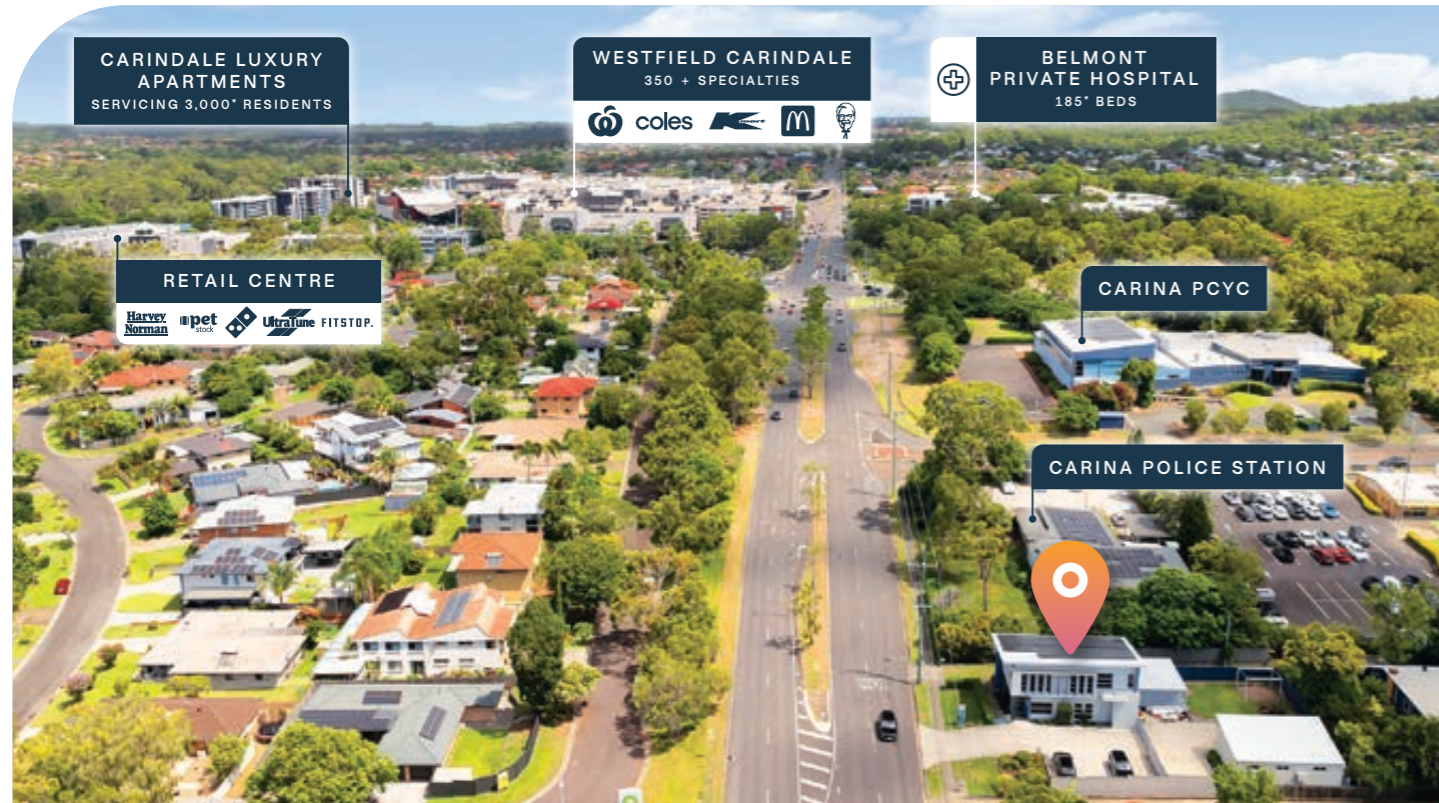 CARINDALE LUXURY
APARTMENTS
SERVICING 3,000* RESIDENTS
WESTFIELD CARINDALE
350 + SPECIALTIES
coles
Kmart
BELMONT
PRIVATE HOSPITAL
185* BEDS
RETAIL CENTRE
Harvey
Norman
pet
stock
UltraTune
FITSTOP.
CARINA PCYC
CARINA POLICE STATION